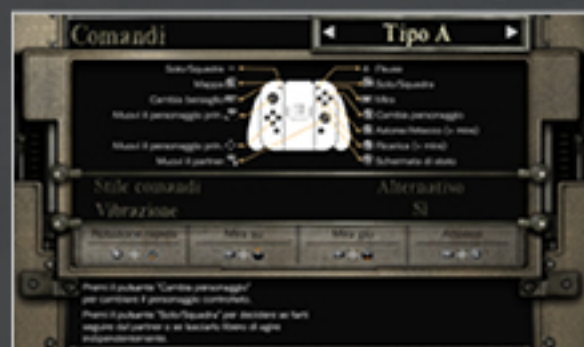 Comandi
Tipo A
Solo/Squadra
Pausa
Mappa
Solo/Squadra
Cambia bersaglio
Mira
Muovi il personaggio prin.
Cambia personaggio
Azione/Attacco (+ mira)
Muovi il personaggio prin.
Ricarica (+ mira)
Muovi il partner
Schermata di stato
Stile comandi
Alternativo
Vibrazione
Sì
Rotazione rapida
Mira su
Mira giù
Attacco
Premi il pulsante "Cambia personaggio"
per cambiare il personaggio controllato.
Premi il pulsante "Solo/Squadra" per decidere se farti
seguire dal partner o se lasciarlo libero di agire
indipendentemente.